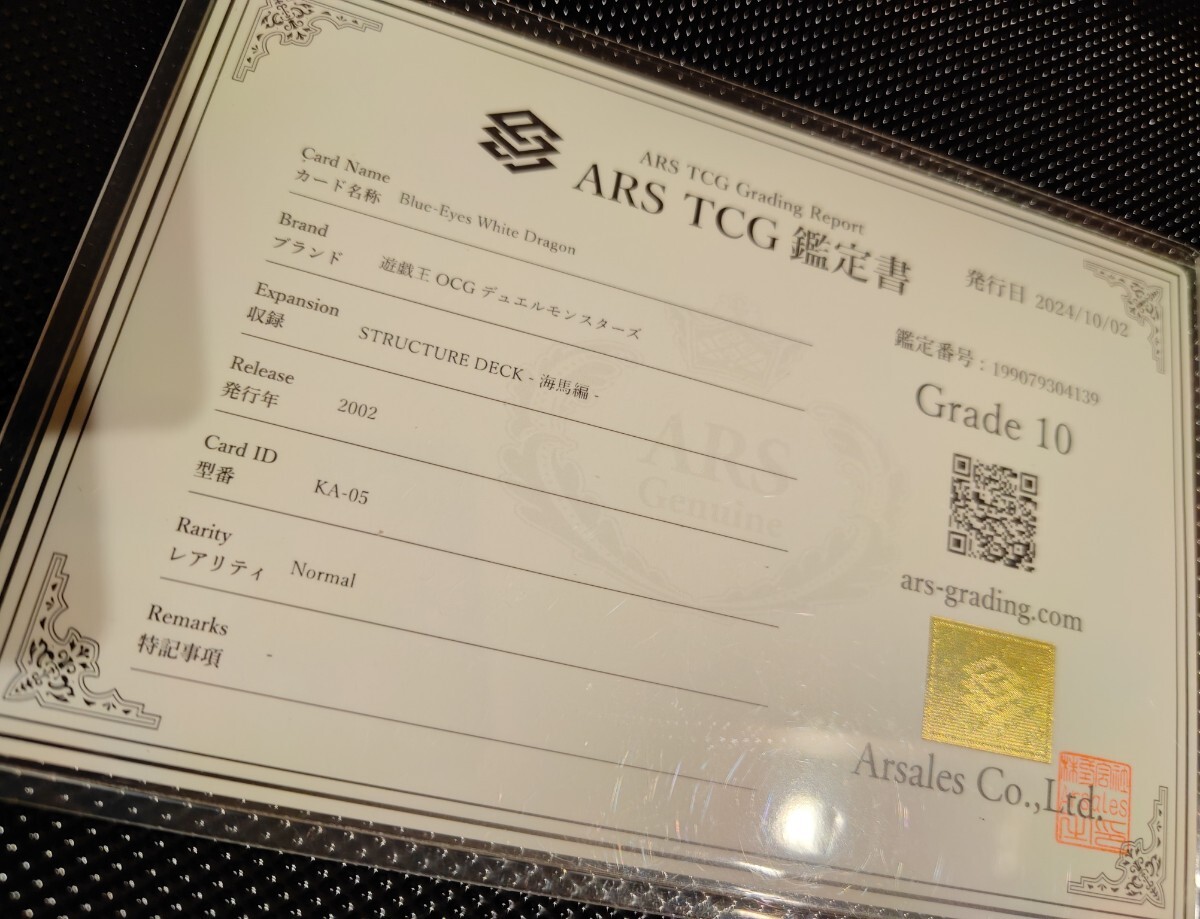 ARS TCG Grading Report
ARS TCG 鑑定書
発行日 2024/10/02
鑑定番号 : 199079304139
Card Name
カード名称 Blue-Eyes White Dragon
Brand
ブランド 遊戯王 OCG デュエルモンスターズ
Expansion
収録 STRUCTURE DECK - 海馬編 -
Release
発行年 2002
Card ID
型番 KA-05
Rarity
レアリティ Normal
Remarks
特記事項 -
Grade 10
ars-grading.com
ARS
Genuine
Arsales Co.,Ltd.